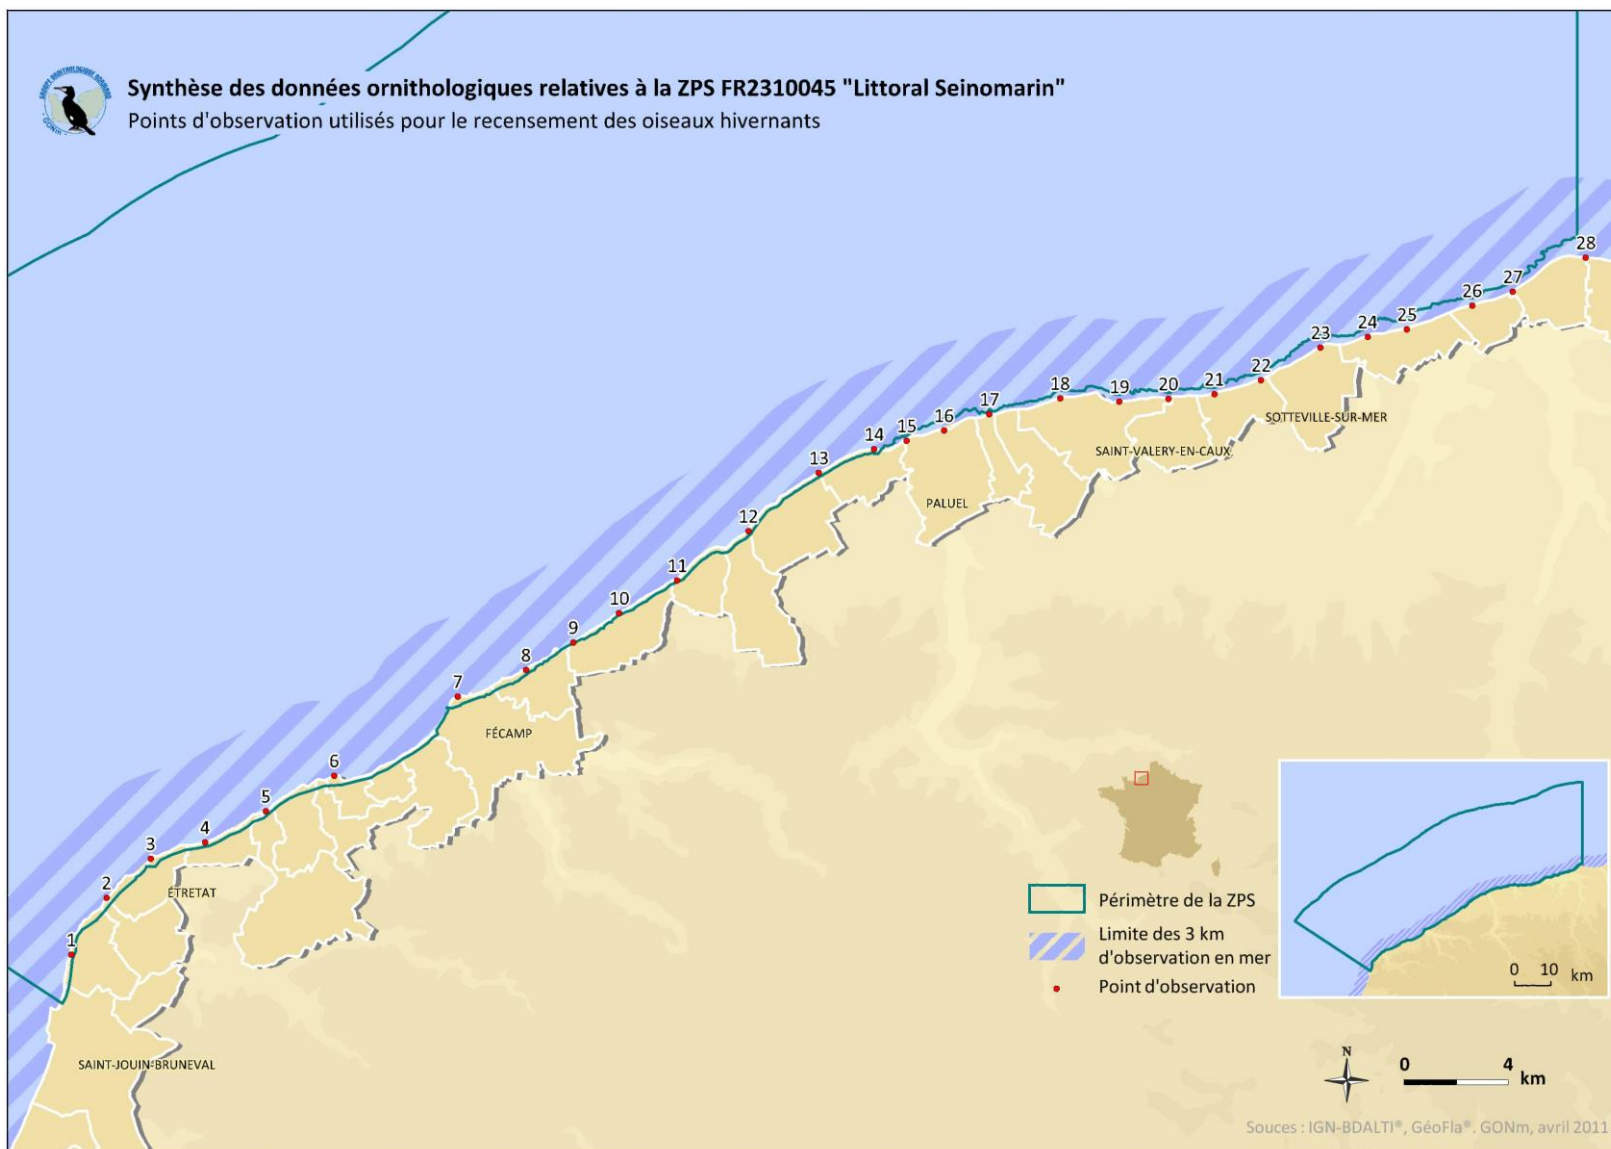 Synthèse des données ornithologiques relatives à la ZPS FR2310045 "Littoral Seinomarin"
Points d'observation utilisés pour le recensement des oiseaux hivernants
GROUPE ORNITHOLOGIQUE NORMAND
- GONm -
28
27
26
25
24
23
22
21
20
19
18
17
16
15
14
13
12
11
10
9
8
7
6
5
4
3
2
1
SOTTEVILLE-SUR-MER
SAINT-VALERY-EN-CAUX
PALUEL
FÉCAMP
ÉTRETAT
SAINT-JOUIN-BRUNEVAL
Périmètre de la ZPS
Limite des 3 km
d'observation en mer
Point d'observation
0 10
km
N
0 4
km
Souces : IGN-BDALTI®, GéoFla®. GONm, avril 2011